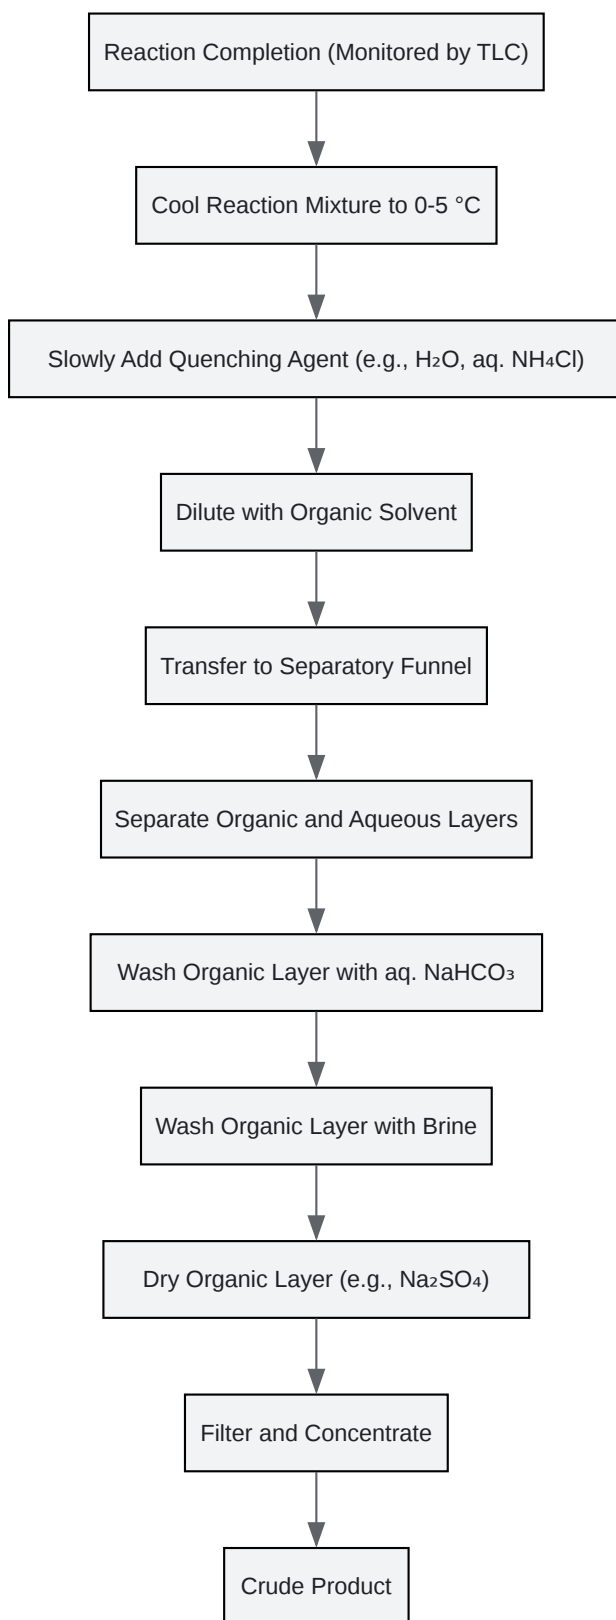 Reaction Completion (Monitored by TLC)
Cool Reaction Mixture to 0-5 °C
Slowly Add Quenching Agent (e.g., H₂O, aq. NH₄Cl)
Dilute with Organic Solvent
Transfer to Separatory Funnel
Separate Organic and Aqueous Layers
Wash Organic Layer with aq. NaHCO₃
Wash Organic Layer with Brine
Dry Organic Layer (e.g., Na₂SO₄)
Filter and Concentrate
Crude Product